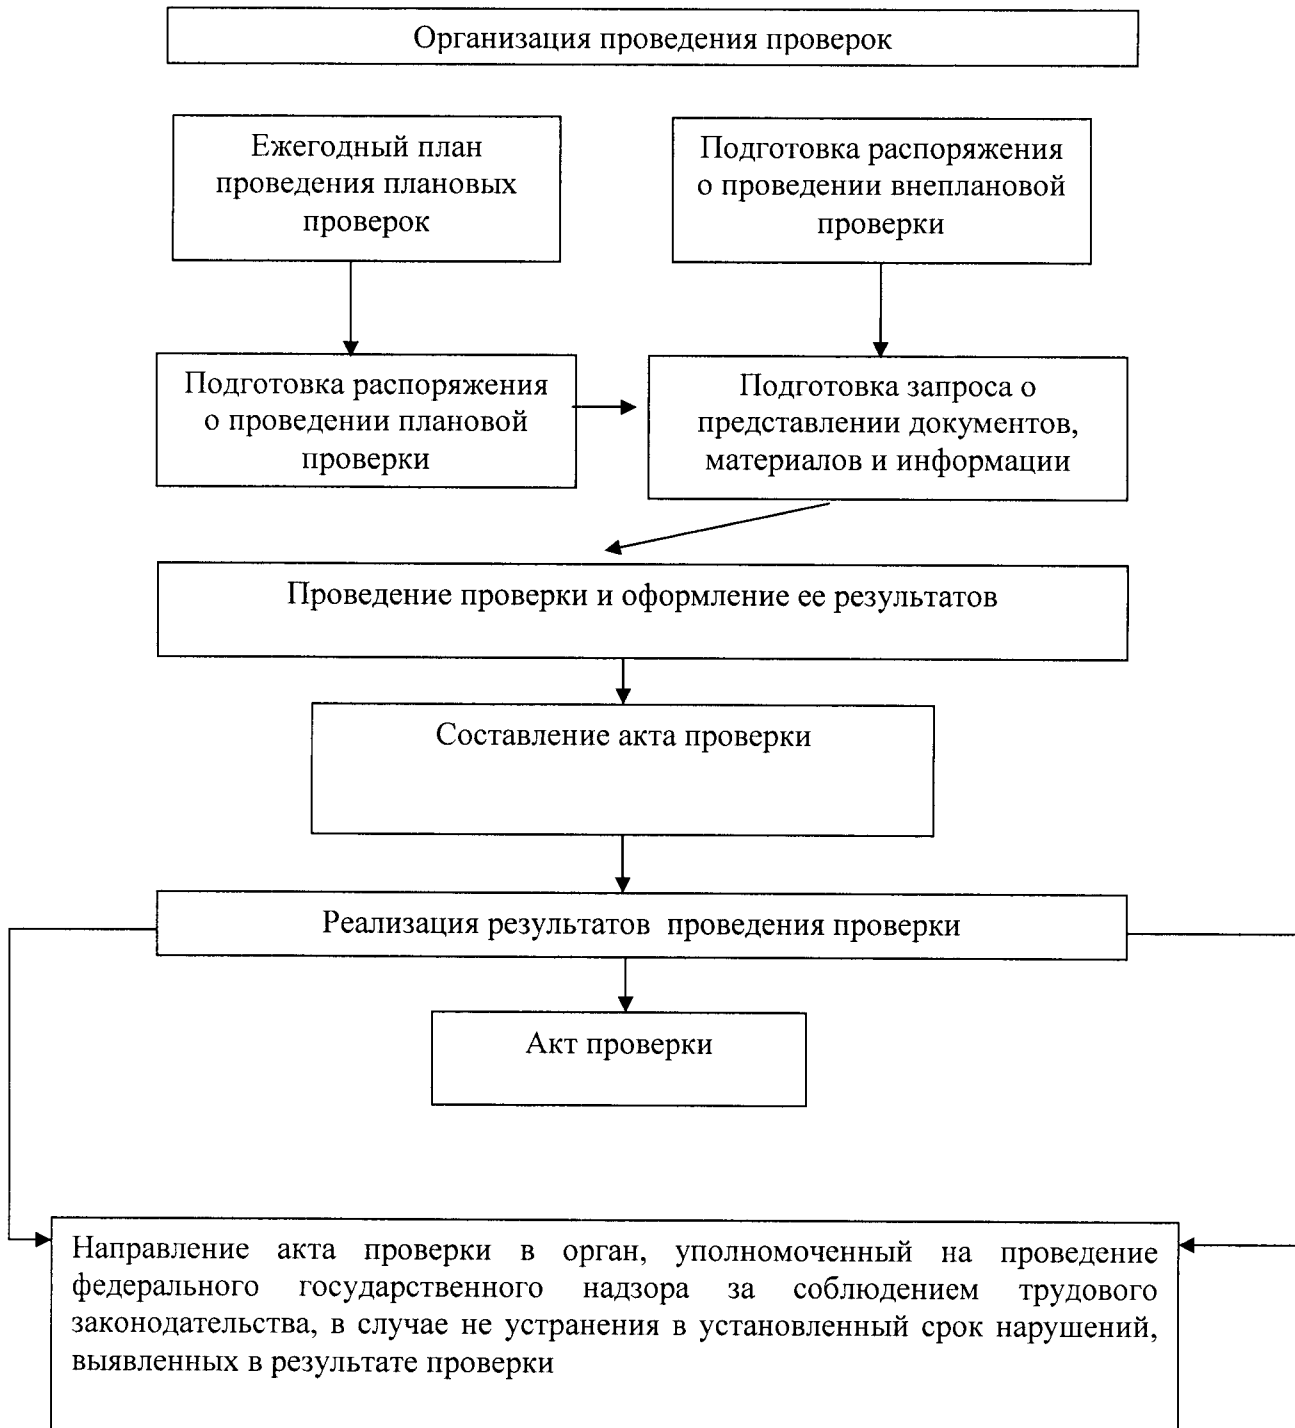 Организация проведения проверок
Ежегодный план
проведения плановых
проверок
Подготовка распоряжения
о проведении внеплановой
проверки
Подготовка распоряжения
о проведении плановой
проверки
Подготовка запроса о
представлении документов,
материалов и информации
Проведение проверки и оформление ее результатов
Составление акта проверки
Реализация результатов проведения проверки
Акт проверки
Направление акта проверки в орган, уполномоченный на проведение
федерального государственного надзора за соблюдением трудового
законодательства, в случае не устранения в установленный срок нарушений,
выявленных в результате проверки